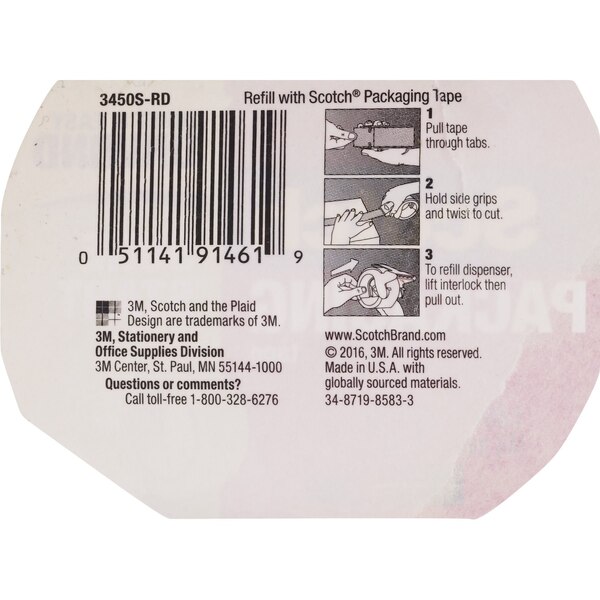 3450S-RD
Refill with Scotch® Packaging Tape
0 51141 91461 9
1
Pull tape
through tabs.
2
Hold side grips
and twist to cut.
3
To refill dispenser,
lift interlock then
pull out.
3M, Scotch and the Plaid
Design are trademarks of 3M.
3M, Stationery and
Office Supplies Division
3M Center, St. Paul, MN 55144-1000
Questions or comments?
Call toll-free 1-800-328-6276
www.ScotchBrand.com
© 2016, 3M. All rights reserved.
Made in U.S.A. with
globally sourced materials.
34-8719-8583-3